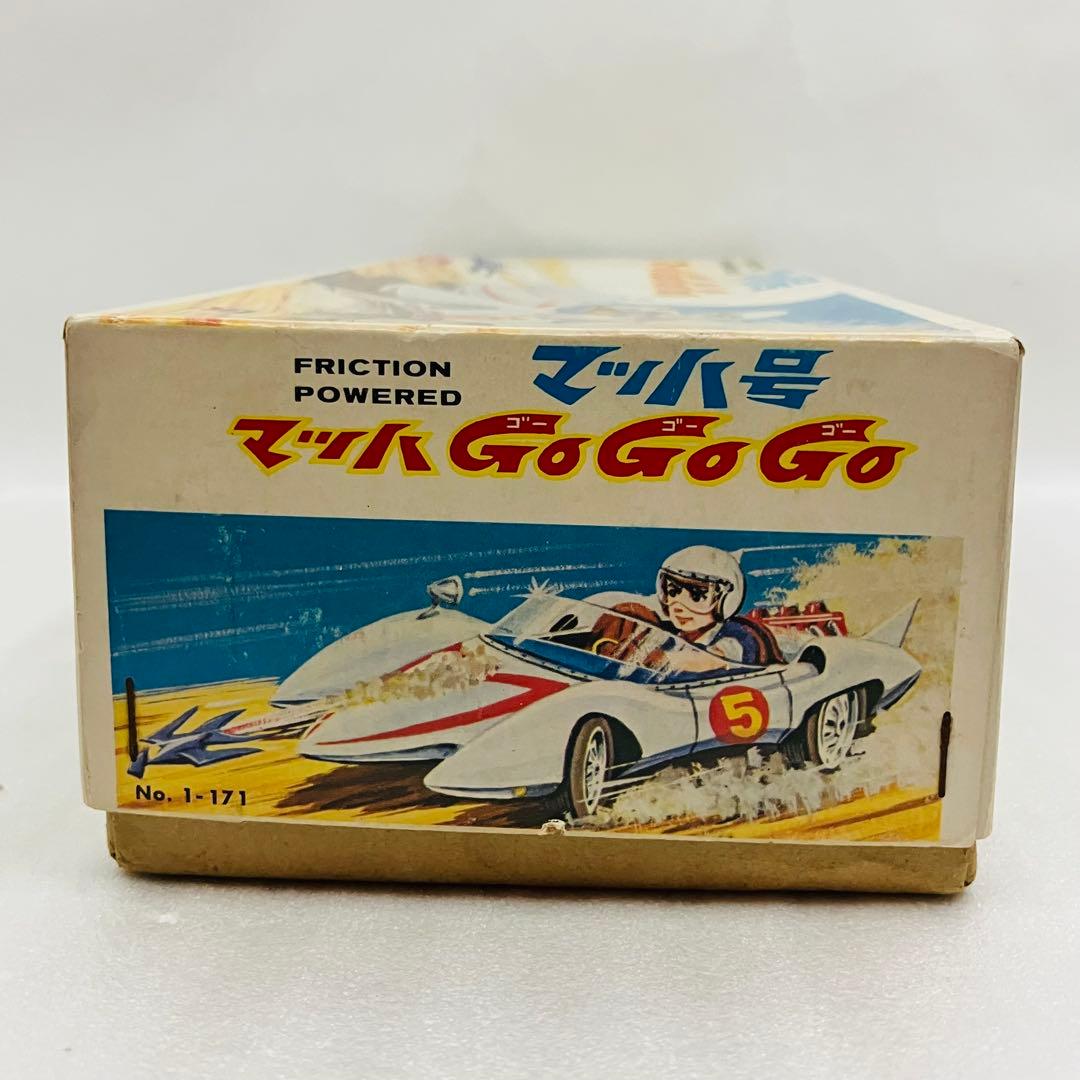 FRICTION
POWERED
マッハ号
マッハ GoGoGo
ゴー ゴー ゴー
5
No. 1-171